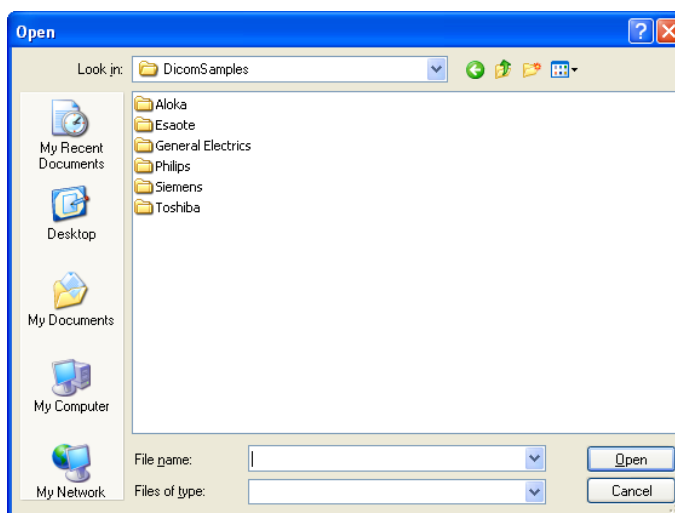 Open
Look in:
DicomSamples
Aloka
Esaote
General Electrics
Philips
Siemens
Toshiba
My Recent
Documents
Desktop
My Documents
My Computer
My Network
File name:
Open
Files of type:
Cancel